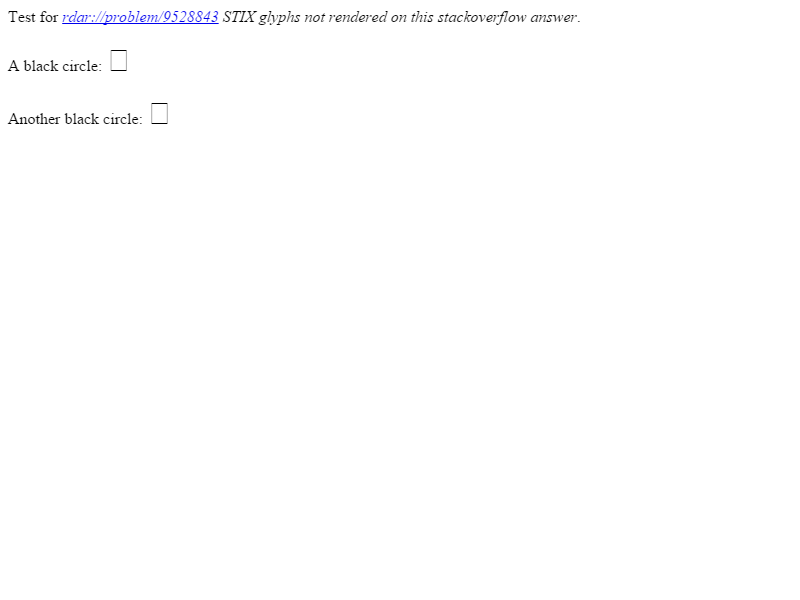 Test for rdar://problem/9528843 STIX glyphs not rendered on this stackoverflow answer.
A black circle:
Another black circle: